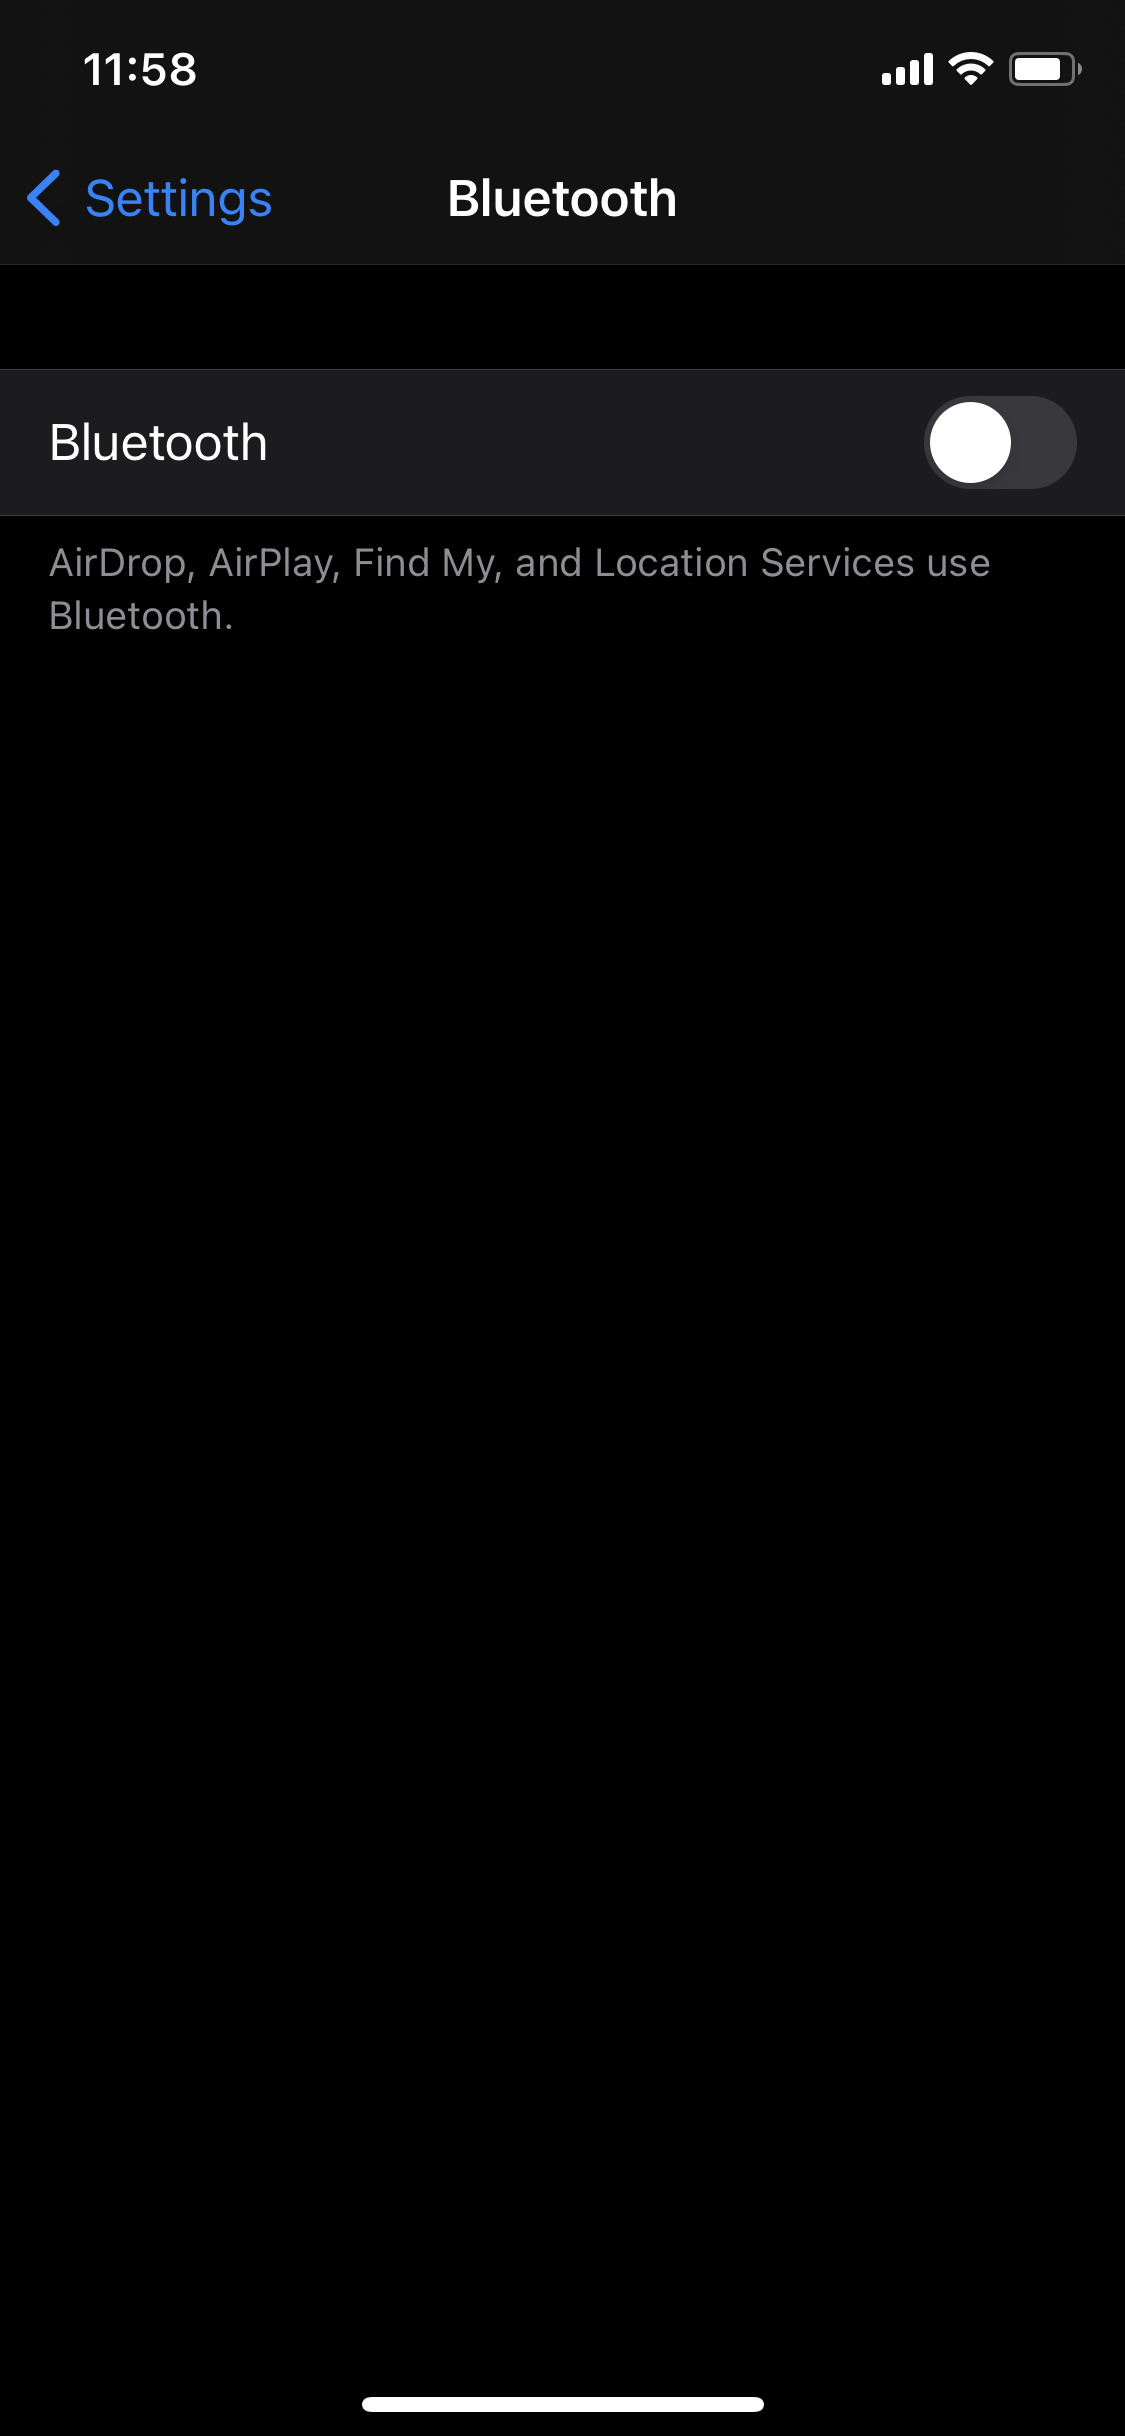 11:58
Settings
Bluetooth
Bluetooth
AirDrop, AirPlay, Find My, and Location Services use
Bluetooth.